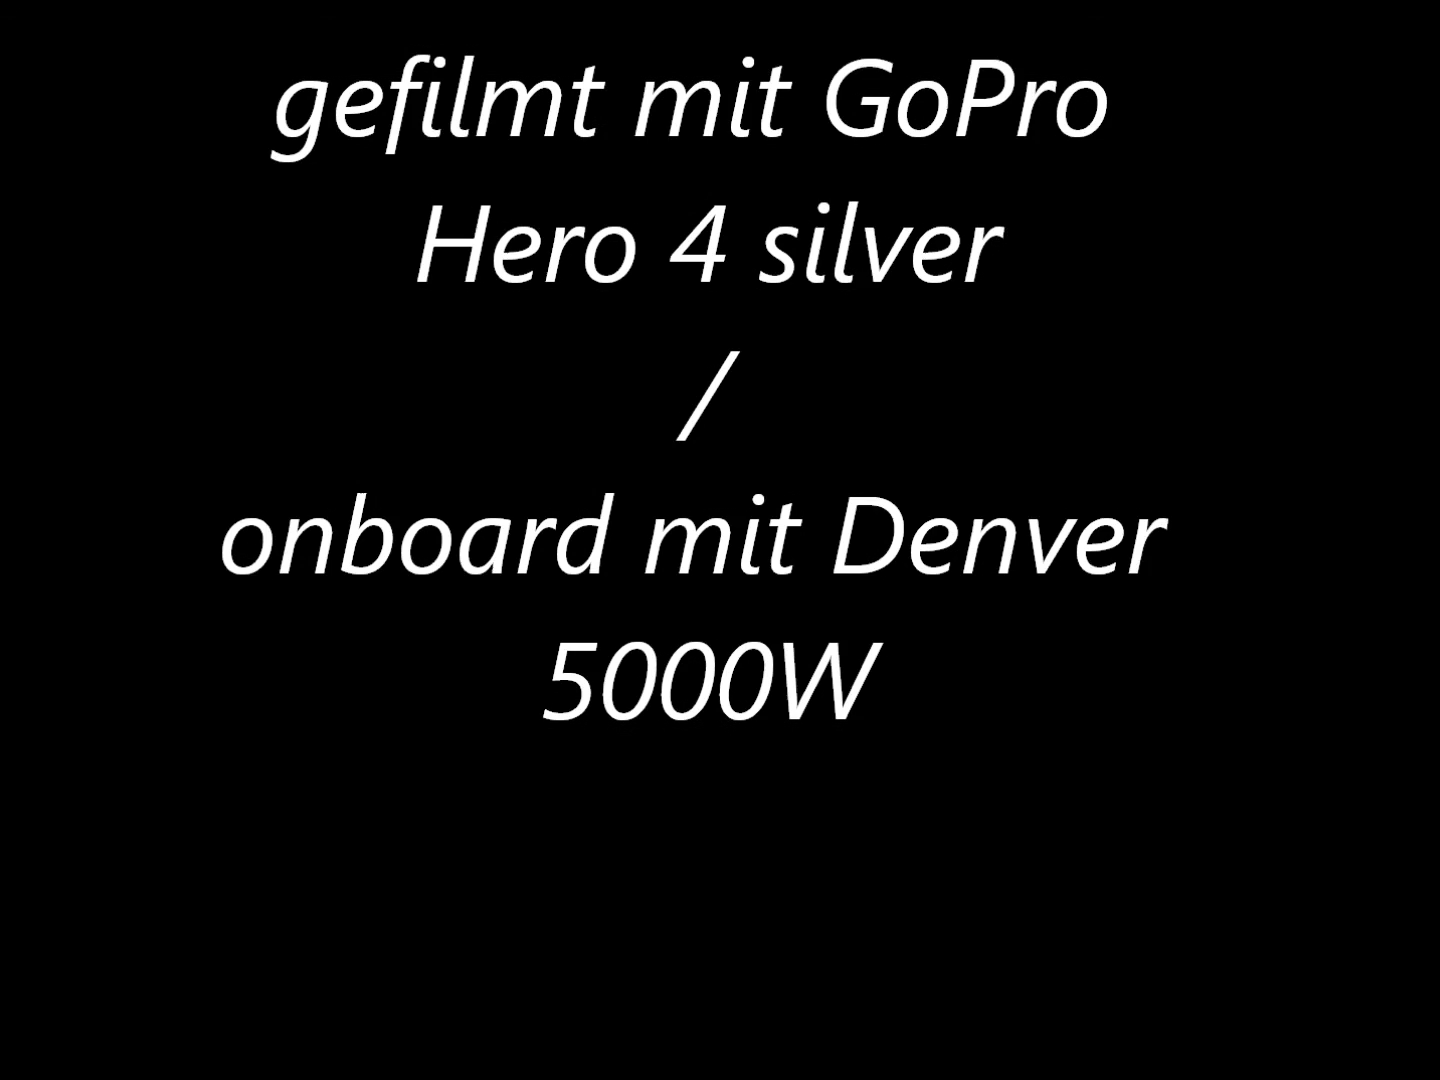 gefilmt mit GoPro
Hero 4 silver
/
onboard mit Denver
5000W